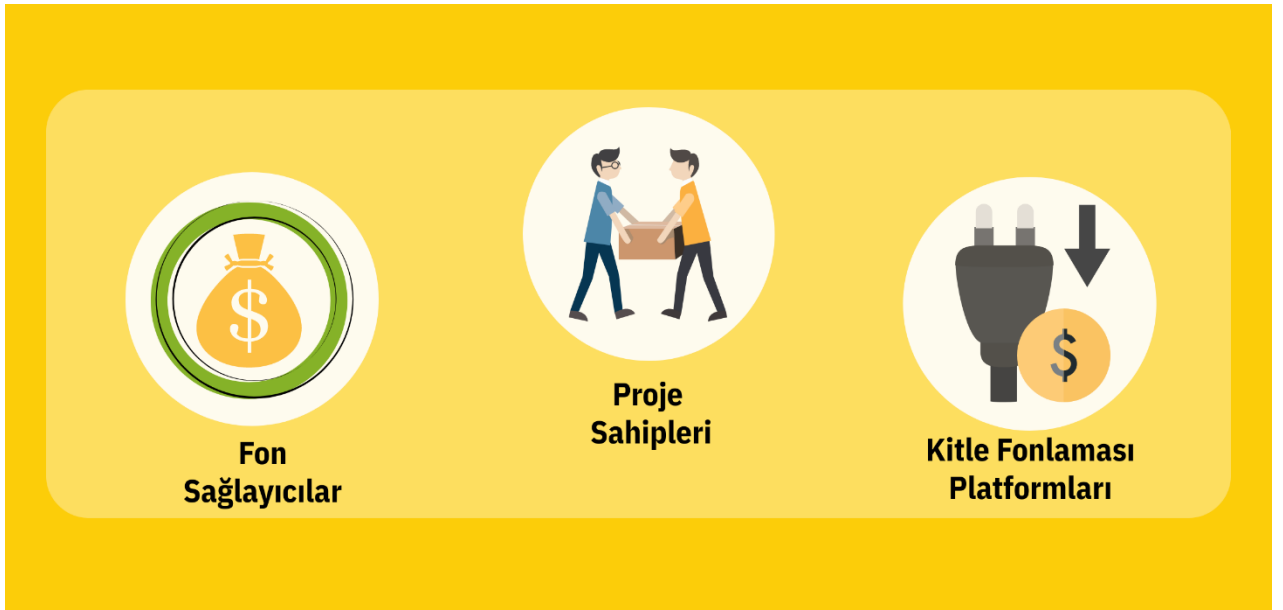 Fon
Sağlayıcılar
Proje
Sahipleri
Kitle Fonlaması
Platformları
$
$